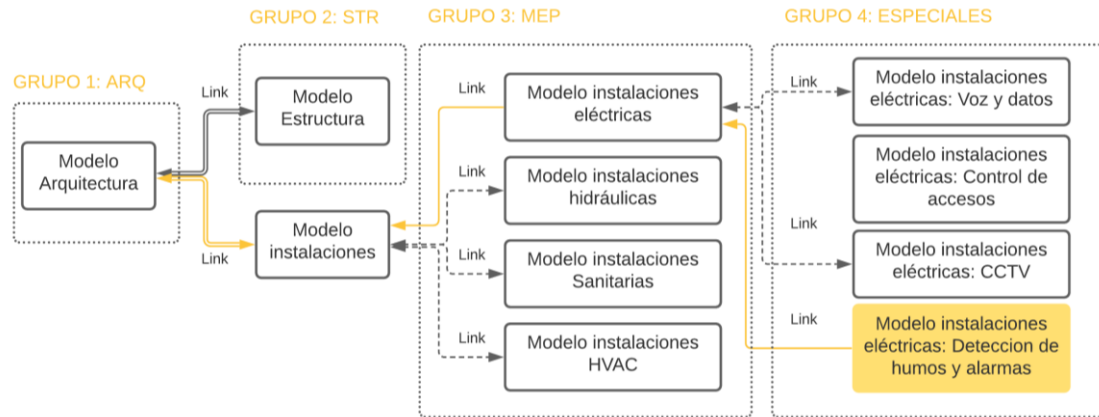 GRUPO 1: ARQ
Modelo
Arquitectura
Link
Link
GRUPO 2: STR
Modelo
Estructura
Modelo
instalaciones
GRUPO 3: MEP
Link
Modelo instalaciones
eléctricas
Link
Modelo instalaciones
hidráulicas
Link
Modelo instalaciones
Sanitarias
Link
Modelo instalaciones
HVAC
GRUPO 4: ESPECIALES
Link
Modelo instalaciones
eléctricas: Voz y datos
Modelo instalaciones
eléctricas: Control de
accesos
Link
Modelo instalaciones
eléctricas: CCTV
Link
Modelo instalaciones
eléctricas: Deteccion de
humos y alarmas